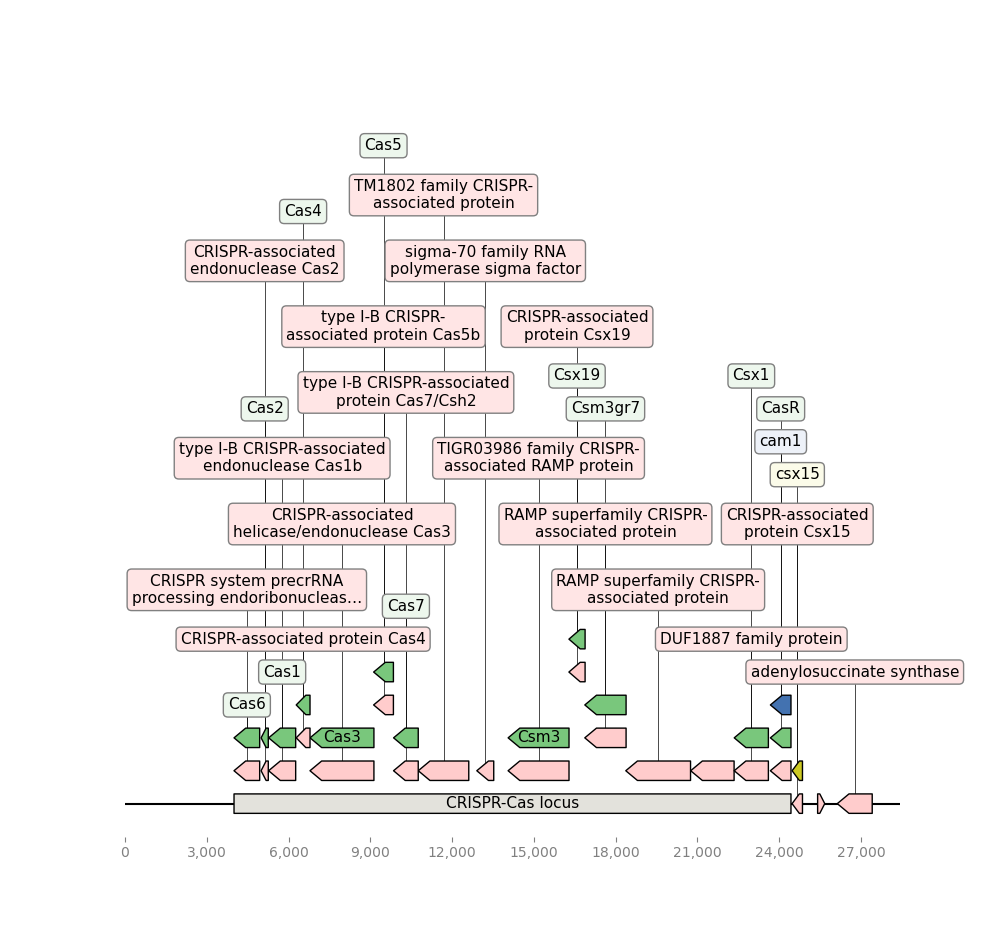 Cas5
TM1802 family CRISPR-
associated protein
Cas4
CRISPR-associated
endonuclease Cas2
sigma-70 family RNA
polymerase sigma factor
type I-B CRISPR-
associated protein Cas5b
CRISPR-associated
protein Csx19
type I-B CRISPR-associated
protein Cas7/Csh2
Csx19
Csx1
Cas2
Csm3gr7
CasR
cam1
type I-B CRISPR-associated
endonuclease Cas1b
TIGR03986 family CRISPR-
associated RAMP protein
csx15
CRISPR-associated
helicase/endonuclease Cas3
RAMP superfamily CRISPR-
associated protein
CRISPR-associated
protein Csx15
CRISPR system precrRNA
processing endoribonucleas...
RAMP superfamily CRISPR-
associated protein
Cas7
CRISPR-associated protein Cas4
DUF1887 family protein
Cas1
adenylosuccinate synthase
Cas6
Cas3
Csm3
CRISPR-Cas locus
0 3,000 6,000 9,000 12,000 15,000 18,000 21,000 24,000 27,000